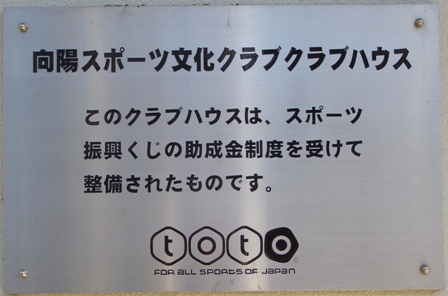 向陽スポーツ文化クラブクラブハウス
このクラブハウスは、スポーツ
振興くじの助成金制度を受けて
整備されたものです。
toto
FOR ALL SPORTS OF JAPAN